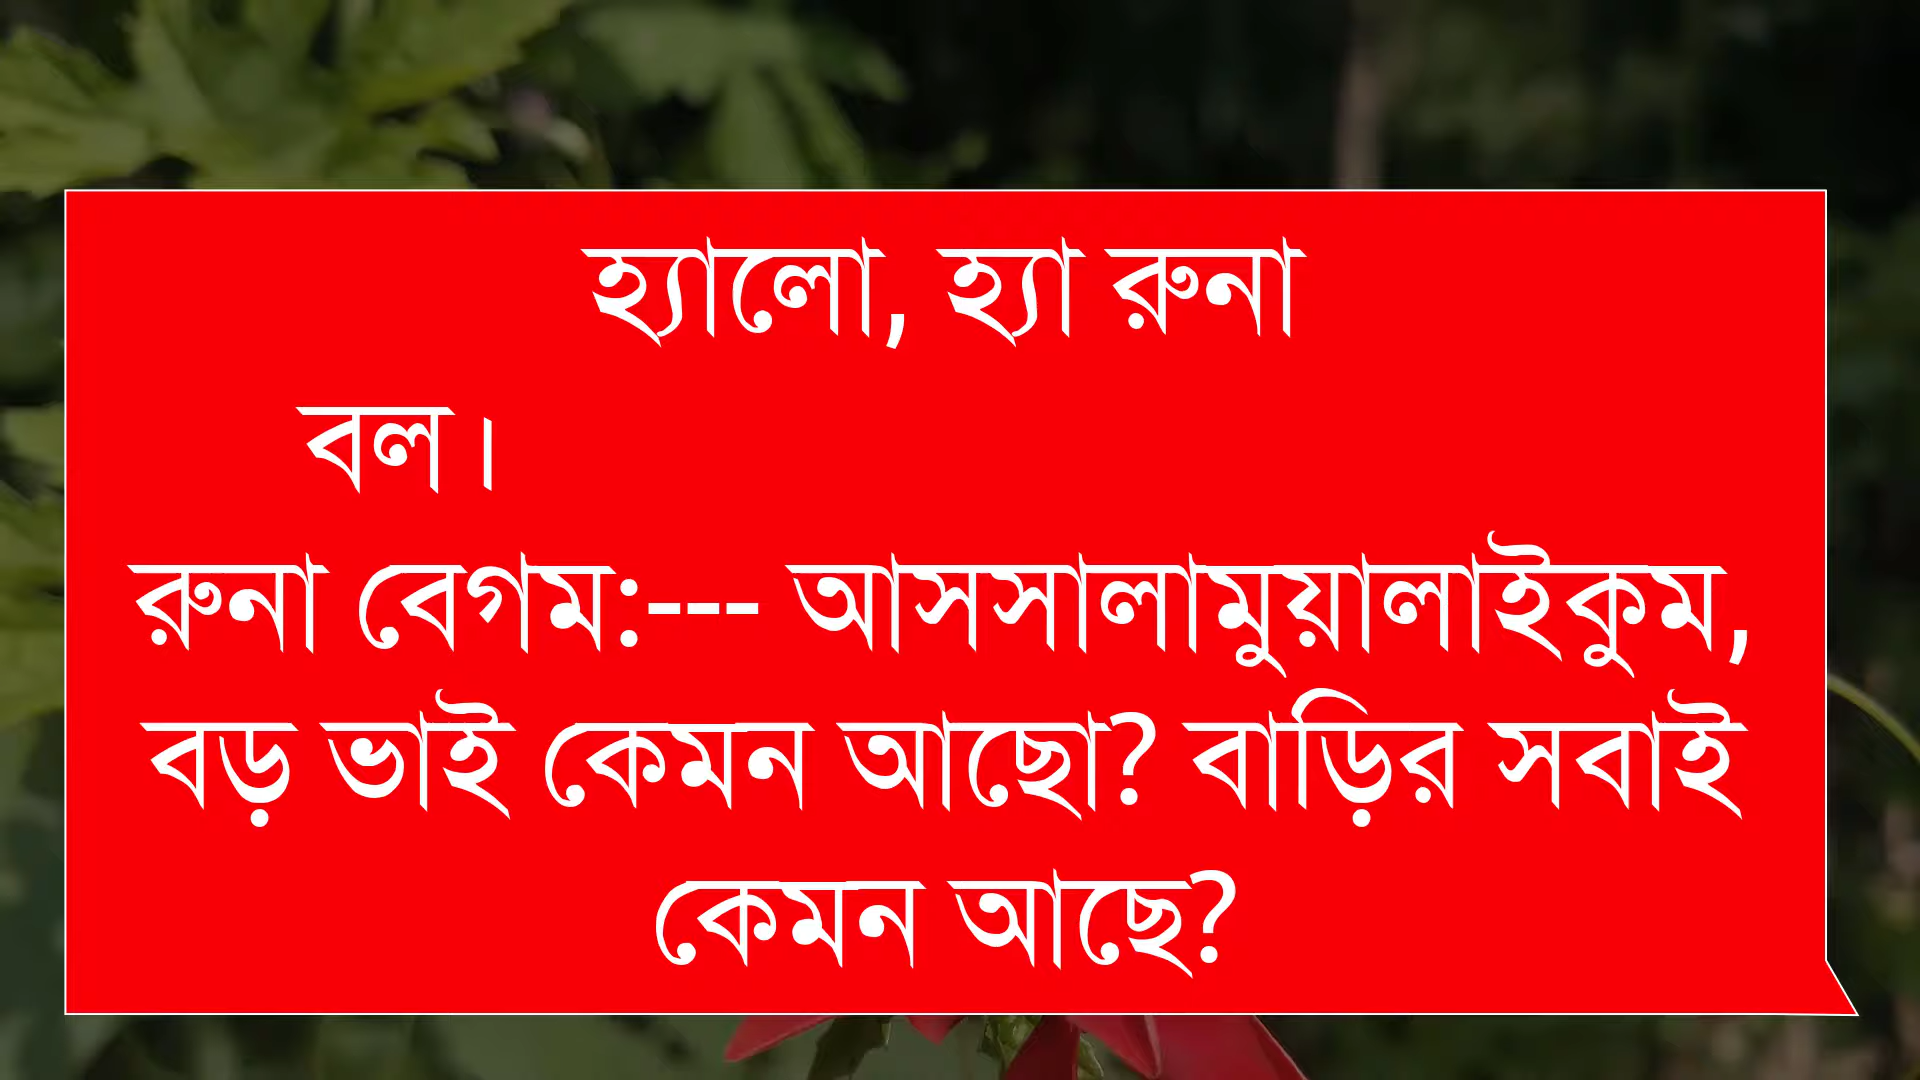 হ্যালো, হ্যা রুনা
বল।
রুনা বেগম:--- আসসালামুয়ালাইকুম,
বড় ভাই কেমন আছো? বাড়ির সবাই
কেমন আছে?